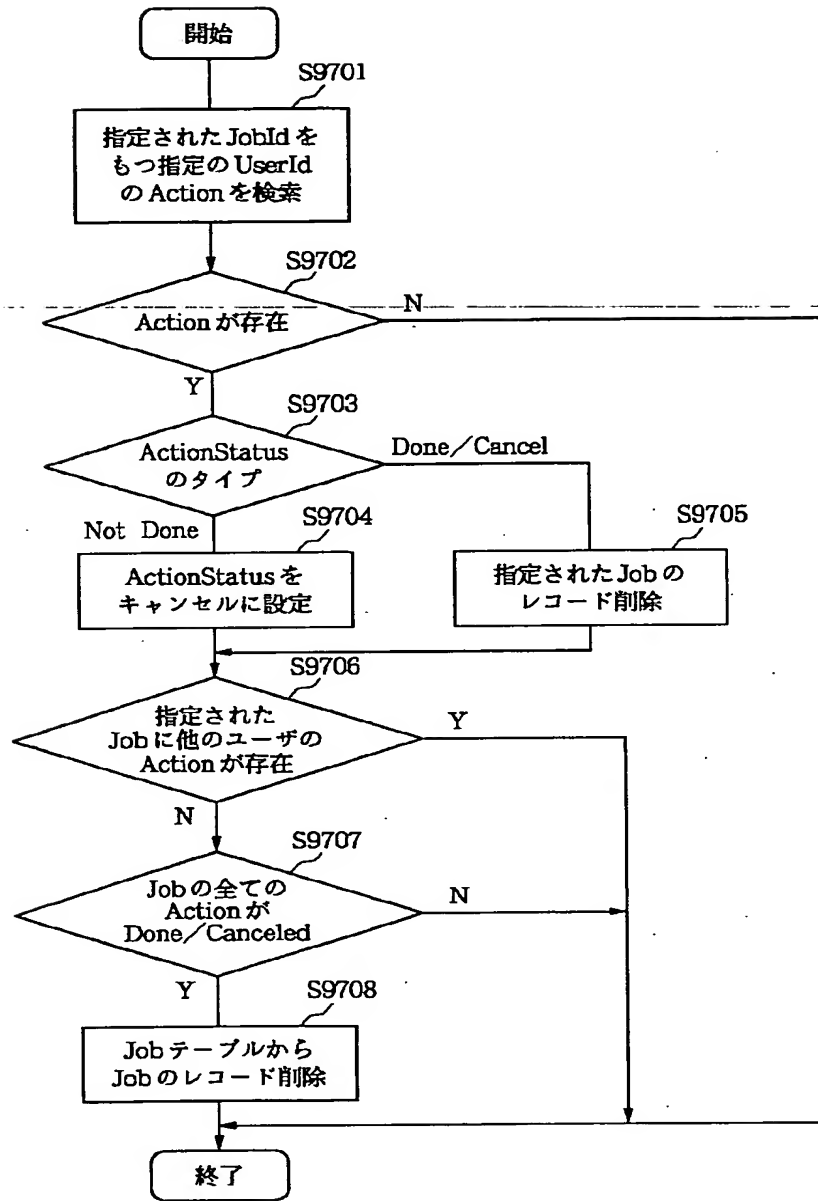 開始
S9701
指定されたJobIdを
もつ指定のUserId
のActionを検索
S9702
Actionが存在
N
Y
S9703
ActionStatus
のタイプ
Done/Cancel
Not Done
S9704
ActionStatusを
キャンセルに設定
S9705
指定されたJobの
レコード削除
S9706
指定された
Jobに他のユーザの
Actionが存在
Y
N
S9707
Jobの全ての
Actionが
Done/Canceled
N
Y
S9708
Jobテーブルから
Jobのレコード削除
終了